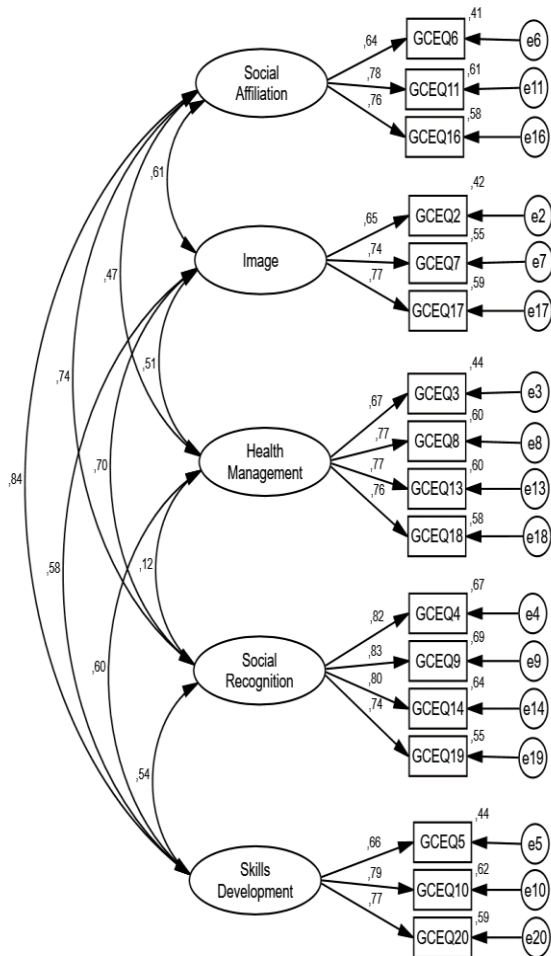 ,41
,64
GCEQ6
e6
Social
Affiliation
,78
,61
GCEQ11
e11
,76
,58
GCEQ16
e16
,61
,42
,65
GCEQ2
e2
Image
,74
,55
GCEQ7
e7
,77
,59
GCEQ17
e17
,47
,51
,74
,44
,67
GCEQ3
e3
Health
Management
,77
,60
GCEQ8
e8
,77
,60
GCEQ13
e13
,76
,58
GCEQ18
e18
,84
,70
,58
,12
,60
,67
,82
GCEQ4
e4
Social
Recognition
,83
,69
GCEQ9
e9
,80
,64
GCEQ14
e14
,74
,55
GCEQ19
e19
,54
,44
,66
GCEQ5
e5
Skills
Development
,79
,62
GCEQ10
e10
,77
,59
GCEQ20
e20